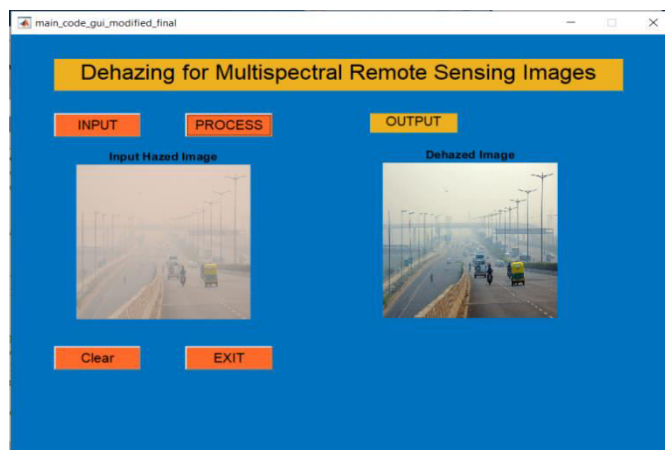 main_code_gui_modified_final
Dehazing for Multispectral Remote Sensing Images
INPUT
PROCESS
OUTPUT
Input Hazed Image
Dehazed Image
Clear
EXIT